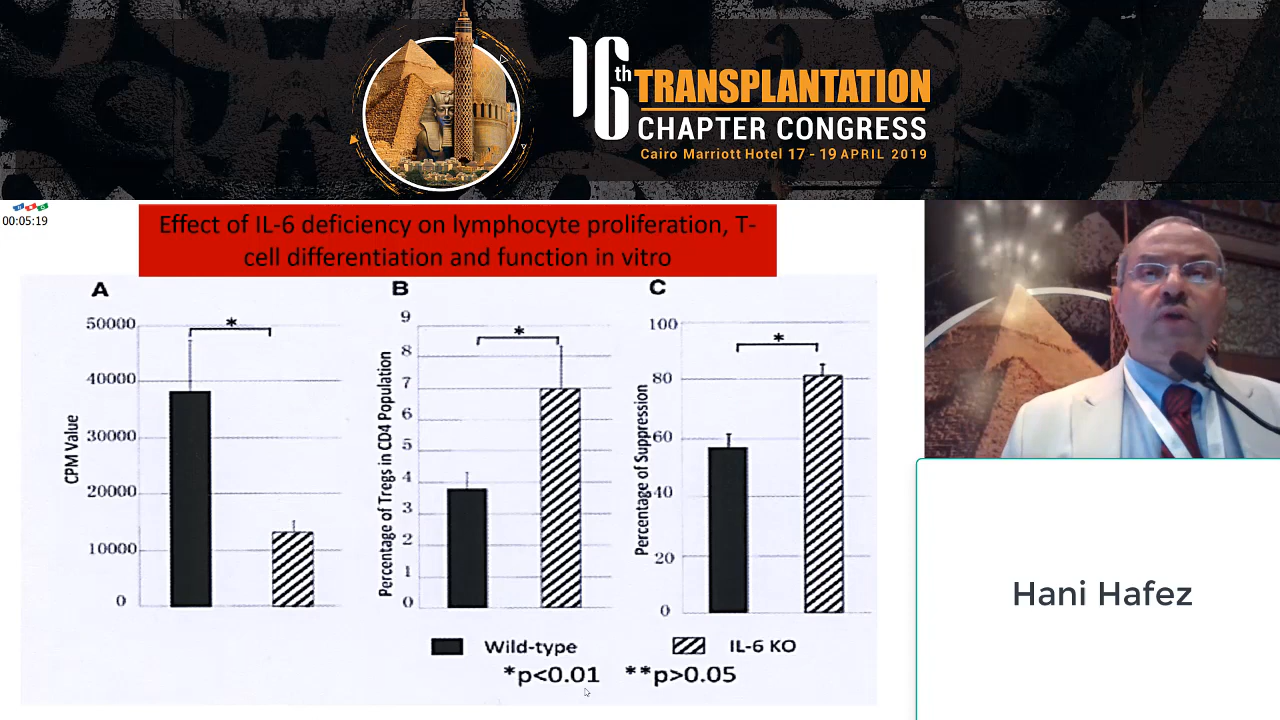 16th TRANSPLANTATION
CHAPTER CONGRESS
Cairo Marriott Hotel 17 - 19 APRIL 2019
00:05:19
Effect of IL-6 deficiency on lymphocyte proliferation, T-
cell differentiation and function in vitro
A
CPM Value
50000
40000
30000
20000
10000
0
*
B
Percentage of Tregs in CD4 Population
9
8
7
6
5
4
3
2
1
0
*
C
Percentage of Suppression
100
80
60
40
20
0
*
Wild-type IL-6 KO
*p<0.01 **p>0.05
Hani Hafez